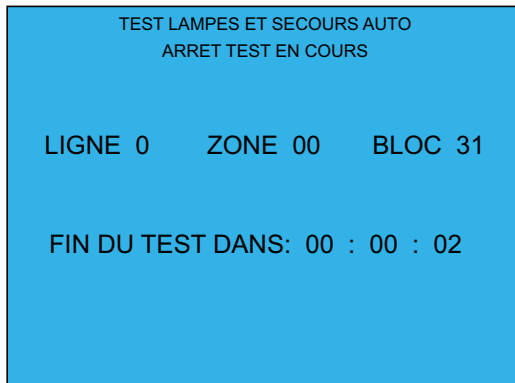 TEST LAMPES ET SECOURS AUTO
ARRET TEST EN COURS
LIGNE 0 ZONE 00 BLOC 31
FIN DU TEST DANS: 00 : 00 : 02